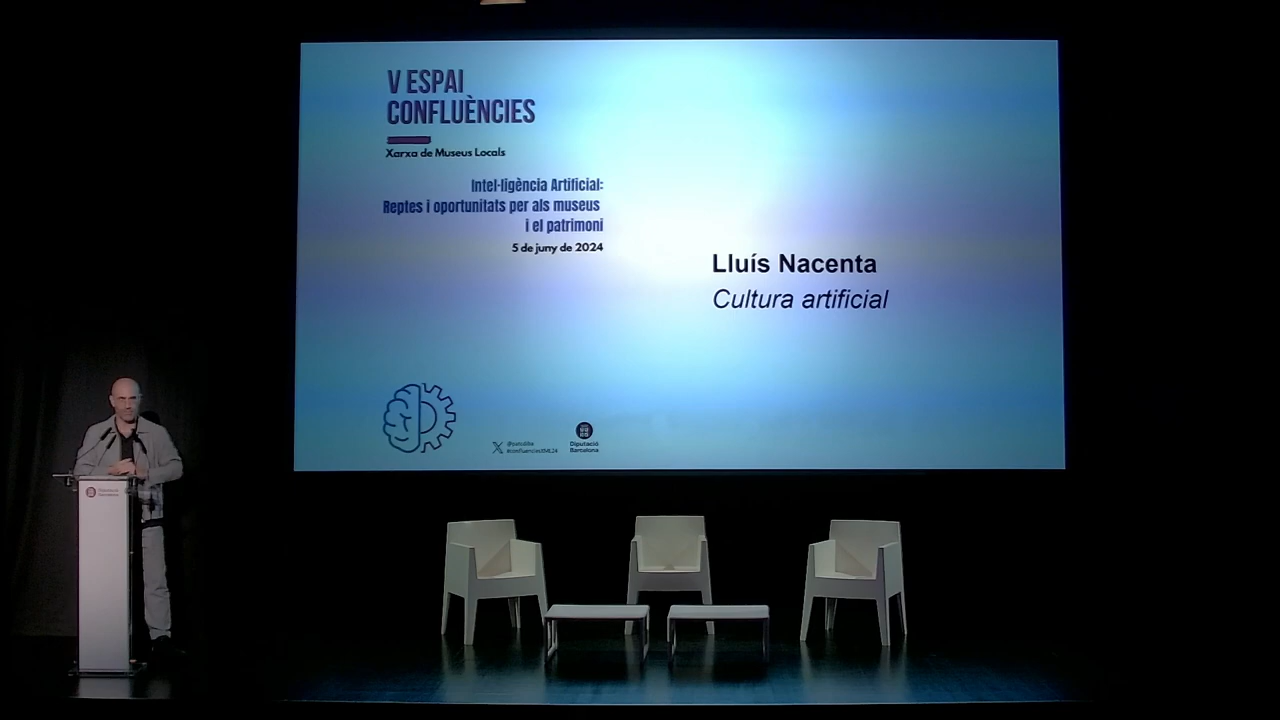 V ESPAI
CONFLUÈNCIES
Xarxa de Museus Locals
Intel·ligència Artificial:
Reptes i oportunitats per als museus
i el patrimoni
5 de juny de 2024
Lluís Nacenta
Cultura artificial
Diputació
Barcelona